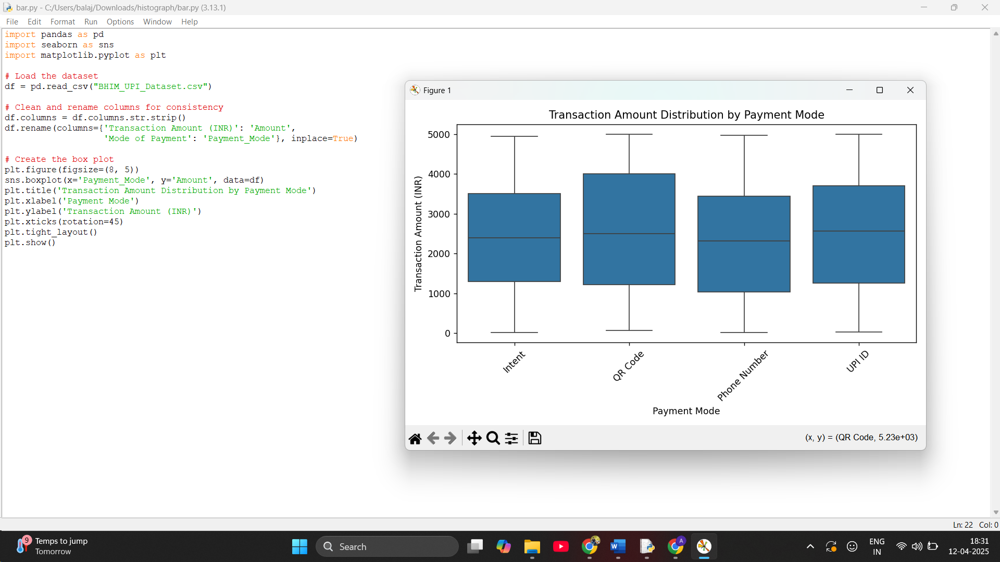 bar.py - C:/Users/balaj/Downloads/histograph/bar.py (3.13.1)
File Edit Format Run Options Window Help
import pandas as pd
import seaborn as sns
import matplotlib.pyplot as plt
# Load the dataset
df = pd.read_csv("BHIM_UPI_Dataset.csv")
# Clean and rename columns for consistency
df.columns = df.columns.str.strip()
df.rename(columns={'Transaction Amount (INR)': 'Amount',
                   'Mode of Payment': 'Payment_Mode'}, inplace=True)
# Create the box plot
plt.figure(figsize=(8, 5))
sns.boxplot(x='Payment_Mode', y='Amount', data=df)
plt.title('Transaction Amount Distribution by Payment Mode')
plt.xlabel('Payment Mode')
plt.ylabel('Transaction Amount (INR)')
plt.xticks(rotation=45)
plt.tight_layout()
plt.show()
Figure 1
Transaction Amount Distribution by Payment Mode
Transaction Amount (INR)
5000
4000
3000
2000
1000
0
Intent
QR Code
Phone Number
UPI ID
Payment Mode
(x, y) = (QR Code, 5.23e+03)
Ln: 22 Col: 0
9
Temps to jump
Tomorrow
Search
A
ENG
IN
18:31
12-04-2025